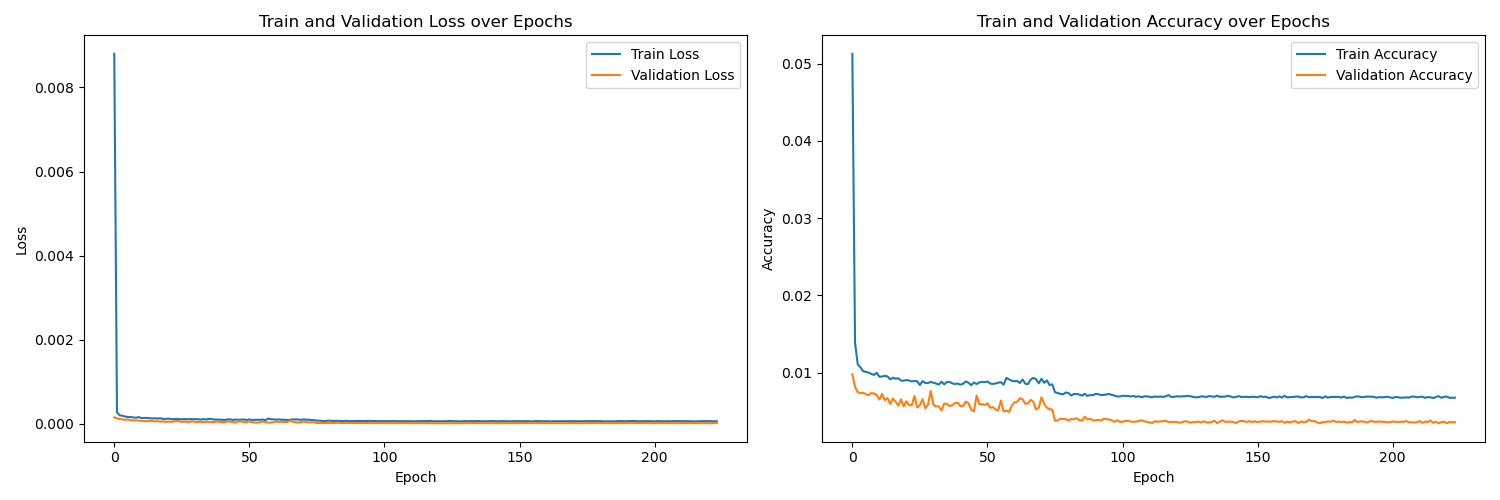 Train and Validation Loss over Epochs
Train Loss
Validation Loss
0.008
0.006
0.004
0.002
0.000
Loss
0
50
100
150
200
Epoch
Train and Validation Accuracy over Epochs
Train Accuracy
Validation Accuracy
0.05
0.04
0.03
0.02
0.01
Accuracy
0
50
100
150
200
Epoch